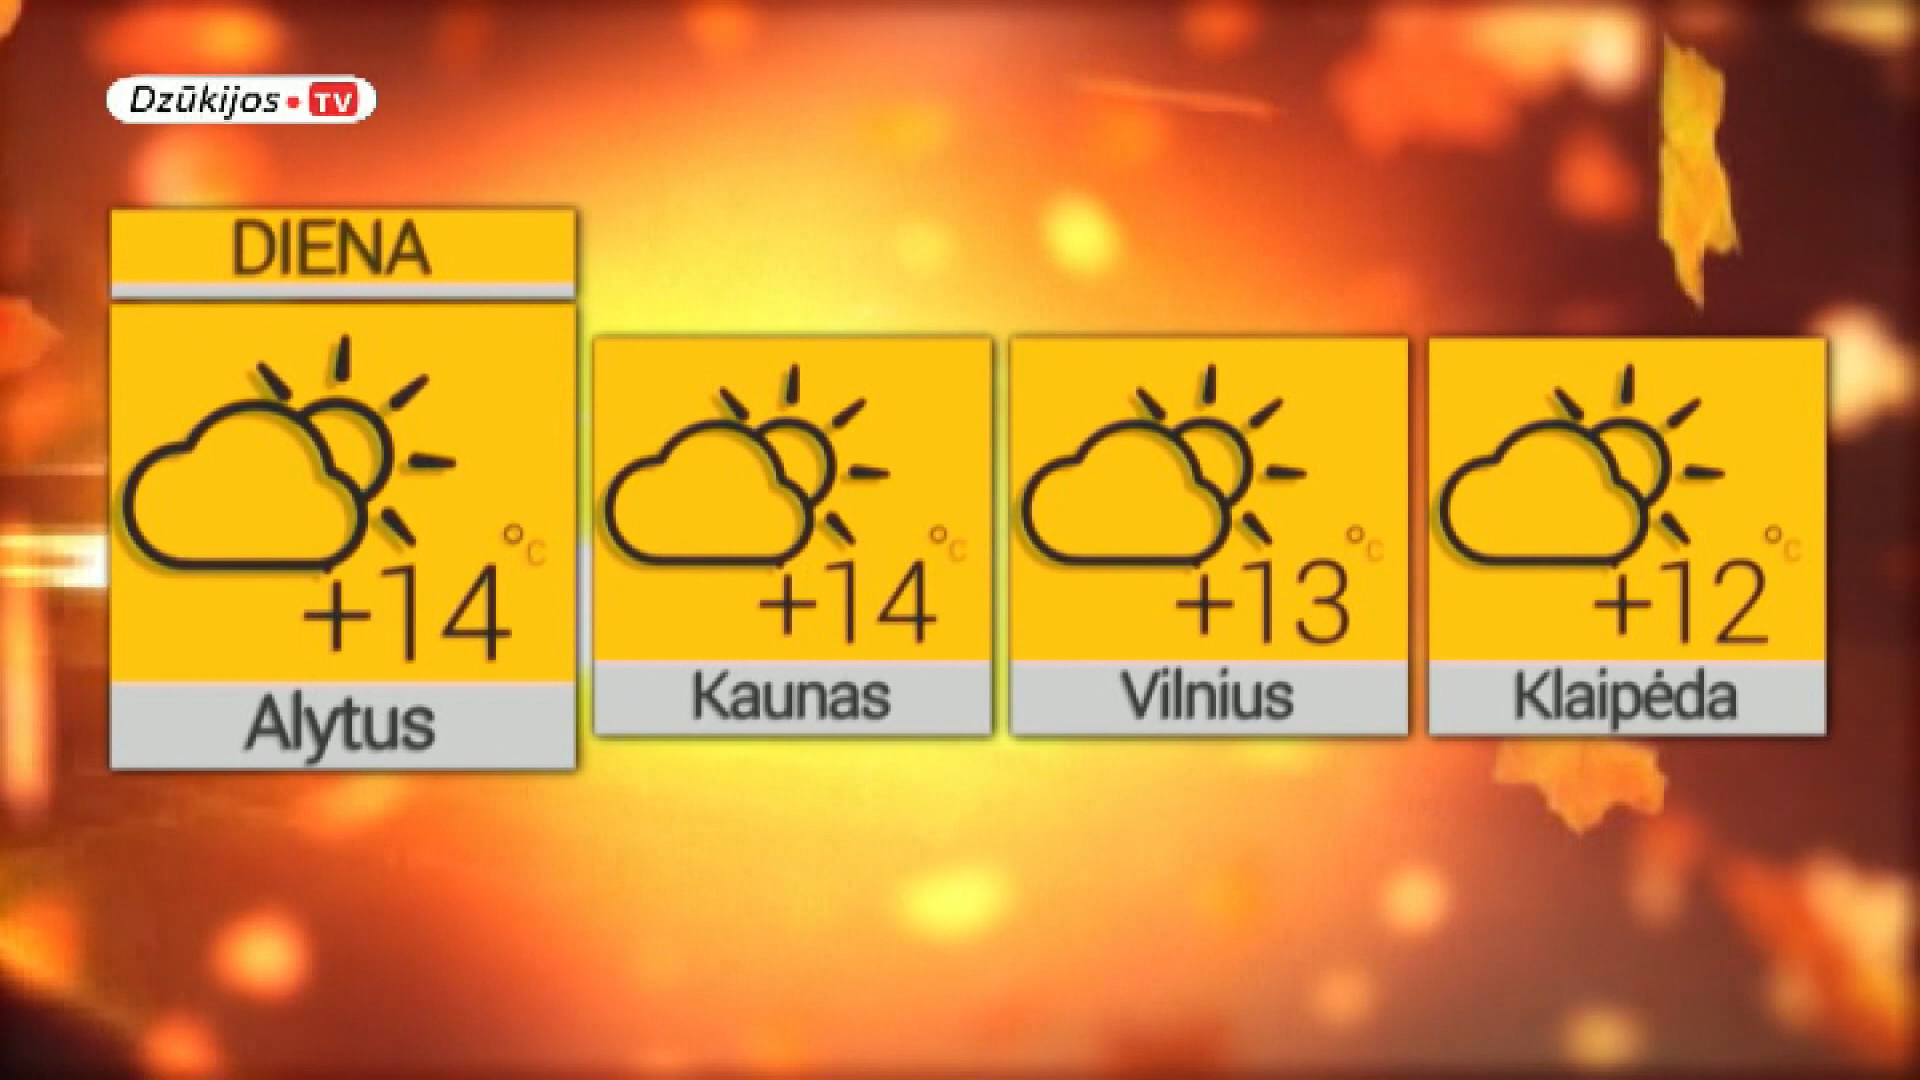 Dzūkijos TV
DIENA
+14 °C
Alytus
+14 °C
Kaunas
+13 °C
Vilnius
+12 °C
Klaipėda